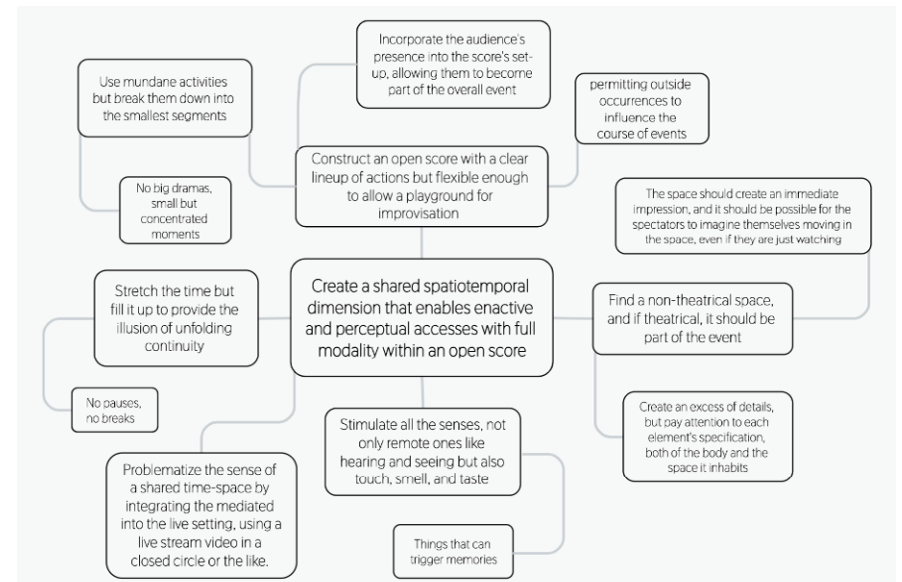 Incorporate the audience's
presence into the score's set-
up, allowing them to become
part of the overall event
Use mundane activities
but break them down into
the smallest segments
permitting outside
occurrences to
influence the
course of events
Construct an open score with a clear
lineup of actions but flexible enough
to allow a playground for
improvisation
No big dramas,
small but
concentrated
moments
The space should create an immediate
impression, and it should be possible for the
spectators to imagine themselves moving in
the space, even if they are just watching
Create a shared spatiotemporal
dimension that enables enactive
and perceptual accesses with full
modality within an open score
Stretch the time but
fill it up to provide the
illusion of unfolding
continuity
Find a non-theatrical space,
and if theatrical, it should be
part of the event
No pauses,
no breaks
Stimulate all the senses, not
only remote ones like
hearing and seeing but also
touch, smell, and taste
Create an excess of details,
but pay attention to each
element's specification,
both of the body and the
space it inhabits
Problematize the sense of
a shared time-space by
integrating the mediated
into the live setting, using a
live stream video in a
closed circle or the like.
Things that can
trigger memories